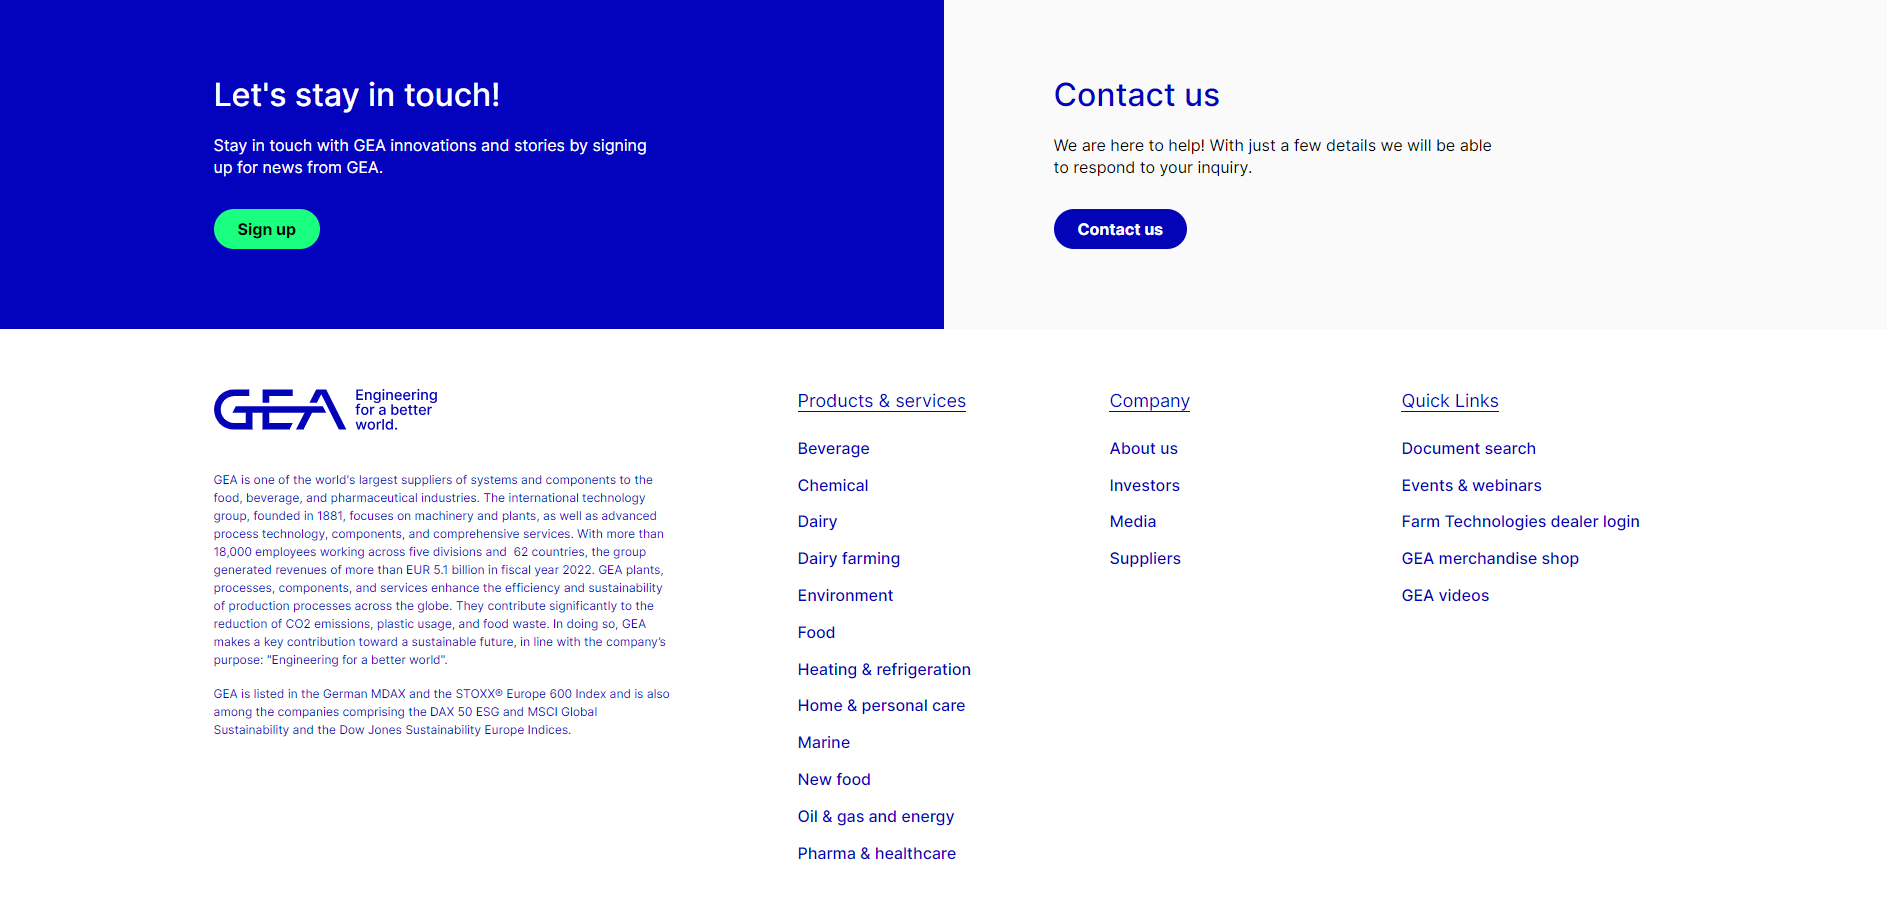 Let's stay in touch!
Stay in touch with GEA innovations and stories by signing
up for news from GEA.
Sign up
Contact us
We are here to help! With just a few details we will be able
to respond to your inquiry.
Contact us
GEA
Engineering
for a better
world.
GEA is one of the world's largest suppliers of systems and components to the
food, beverage, and pharmaceutical industries. The international technology
group, founded in 1881, focuses on machinery and plants, as well as advanced
process technology, components, and comprehensive services. With more than
18,000 employees working across five divisions and  62 countries, the group
generated revenues of more than EUR 5.1 billion in fiscal year 2022. GEA plants,
processes, components, and services enhance the efficiency and sustainability
of production processes across the globe. They contribute significantly to the
reduction of CO2 emissions, plastic usage, and food waste. In doing so, GEA
makes a key contribution toward a sustainable future, in line with the company’s
purpose: "Engineering for a better world".
GEA is listed in the German MDAX and the STOXX® Europe 600 Index and is also
among the companies comprising the DAX 50 ESG and MSCI Global
Sustainability and the Dow Jones Sustainability Europe Indices.
Products & services
Beverage
Chemical
Dairy
Dairy farming
Environment
Food
Heating & refrigeration
Home & personal care
Marine
New food
Oil & gas and energy
Pharma & healthcare
Company
About us
Investors
Media
Suppliers
Quick Links
Document search
Events & webinars
Farm Technologies dealer login
GEA merchandise shop
GEA videos